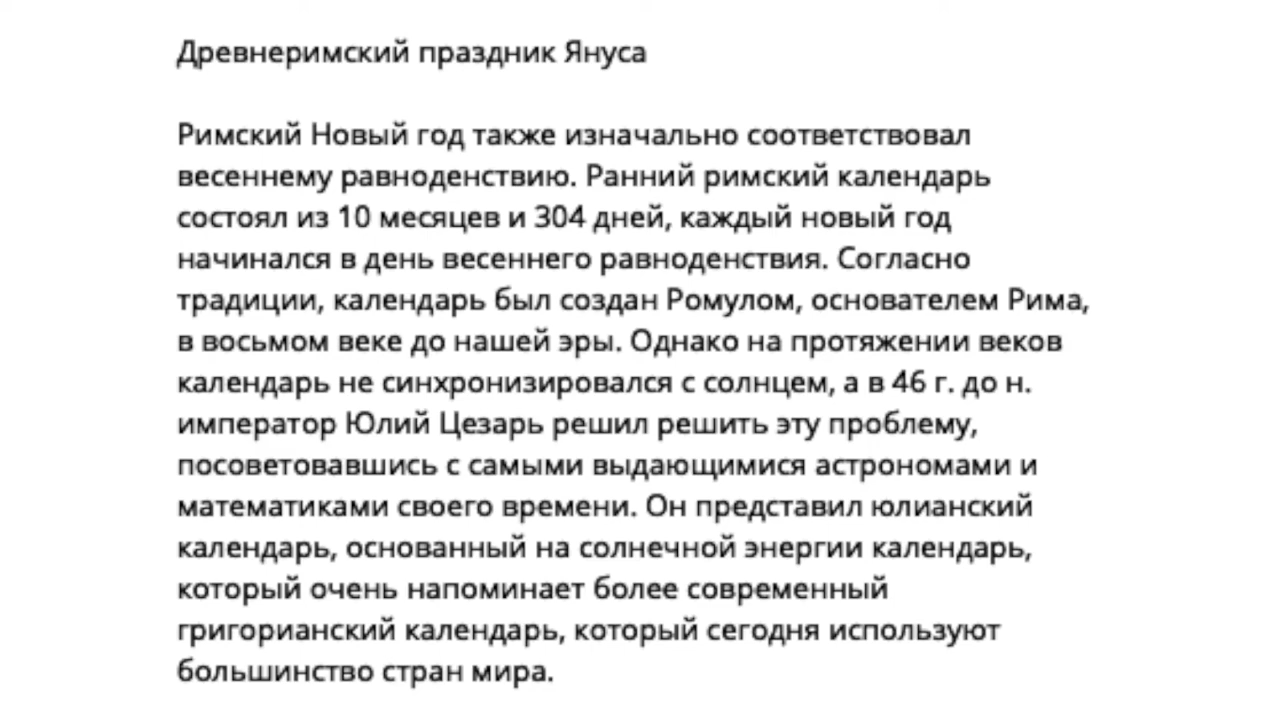 Древнеримский праздник Януса
Римский Новый год также изначально соответствовал
весеннему равноденствию. Ранний римский календарь
состоял из 10 месяцев и 304 дней, каждый новый год
начинался в день весеннего равноденствия. Согласно
традиции, календарь был создан Ромулом, основателем Рима,
в восьмом веке до нашей эры. Однако на протяжении веков
календарь не синхронизировался с солнцем, а в 46 г. до н.
император Юлий Цезарь решил решить эту проблему,
посоветовавшись с самыми выдающимися астрономами и
математиками своего времени. Он представил юлианский
календарь, основанный на солнечной энергии календарь,
который очень напоминает более современный
григорианский календарь, который сегодня используют
большинство стран мира.